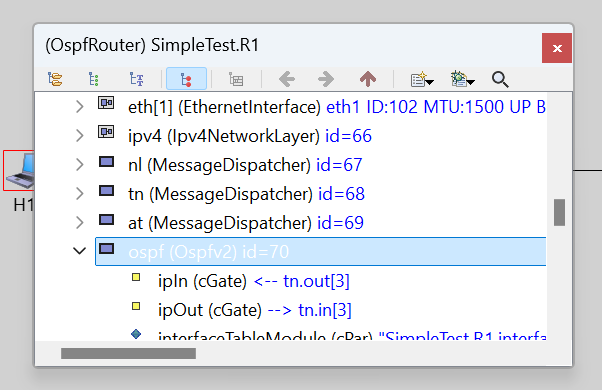 (OspfRouter) SimpleTest.R1
eth[1] (EthernetInterface) eth1 ID:102 MTU:1500 UP B
ipv4 (Ipv4NetworkLayer) id=66
nl (MessageDispatcher) id=67
tn (MessageDispatcher) id=68
H1
at (MessageDispatcher) id=69
ospf (Ospfv2) id=70
ipIn (cGate) <-- tn.out[3]
ipOut (cGate) --> tn.in[3]
interfaceTableModule (cPar) "SimpleTest.R1.interfa